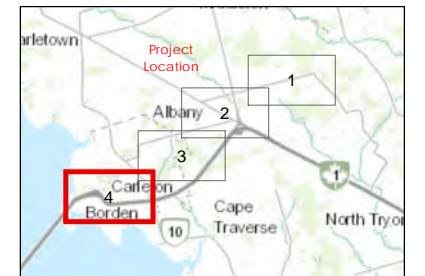 arletown
Project
Location
1
Albany
2
3
1
Carleton
4
Borden
10
Cape
Traverse
North Tryon